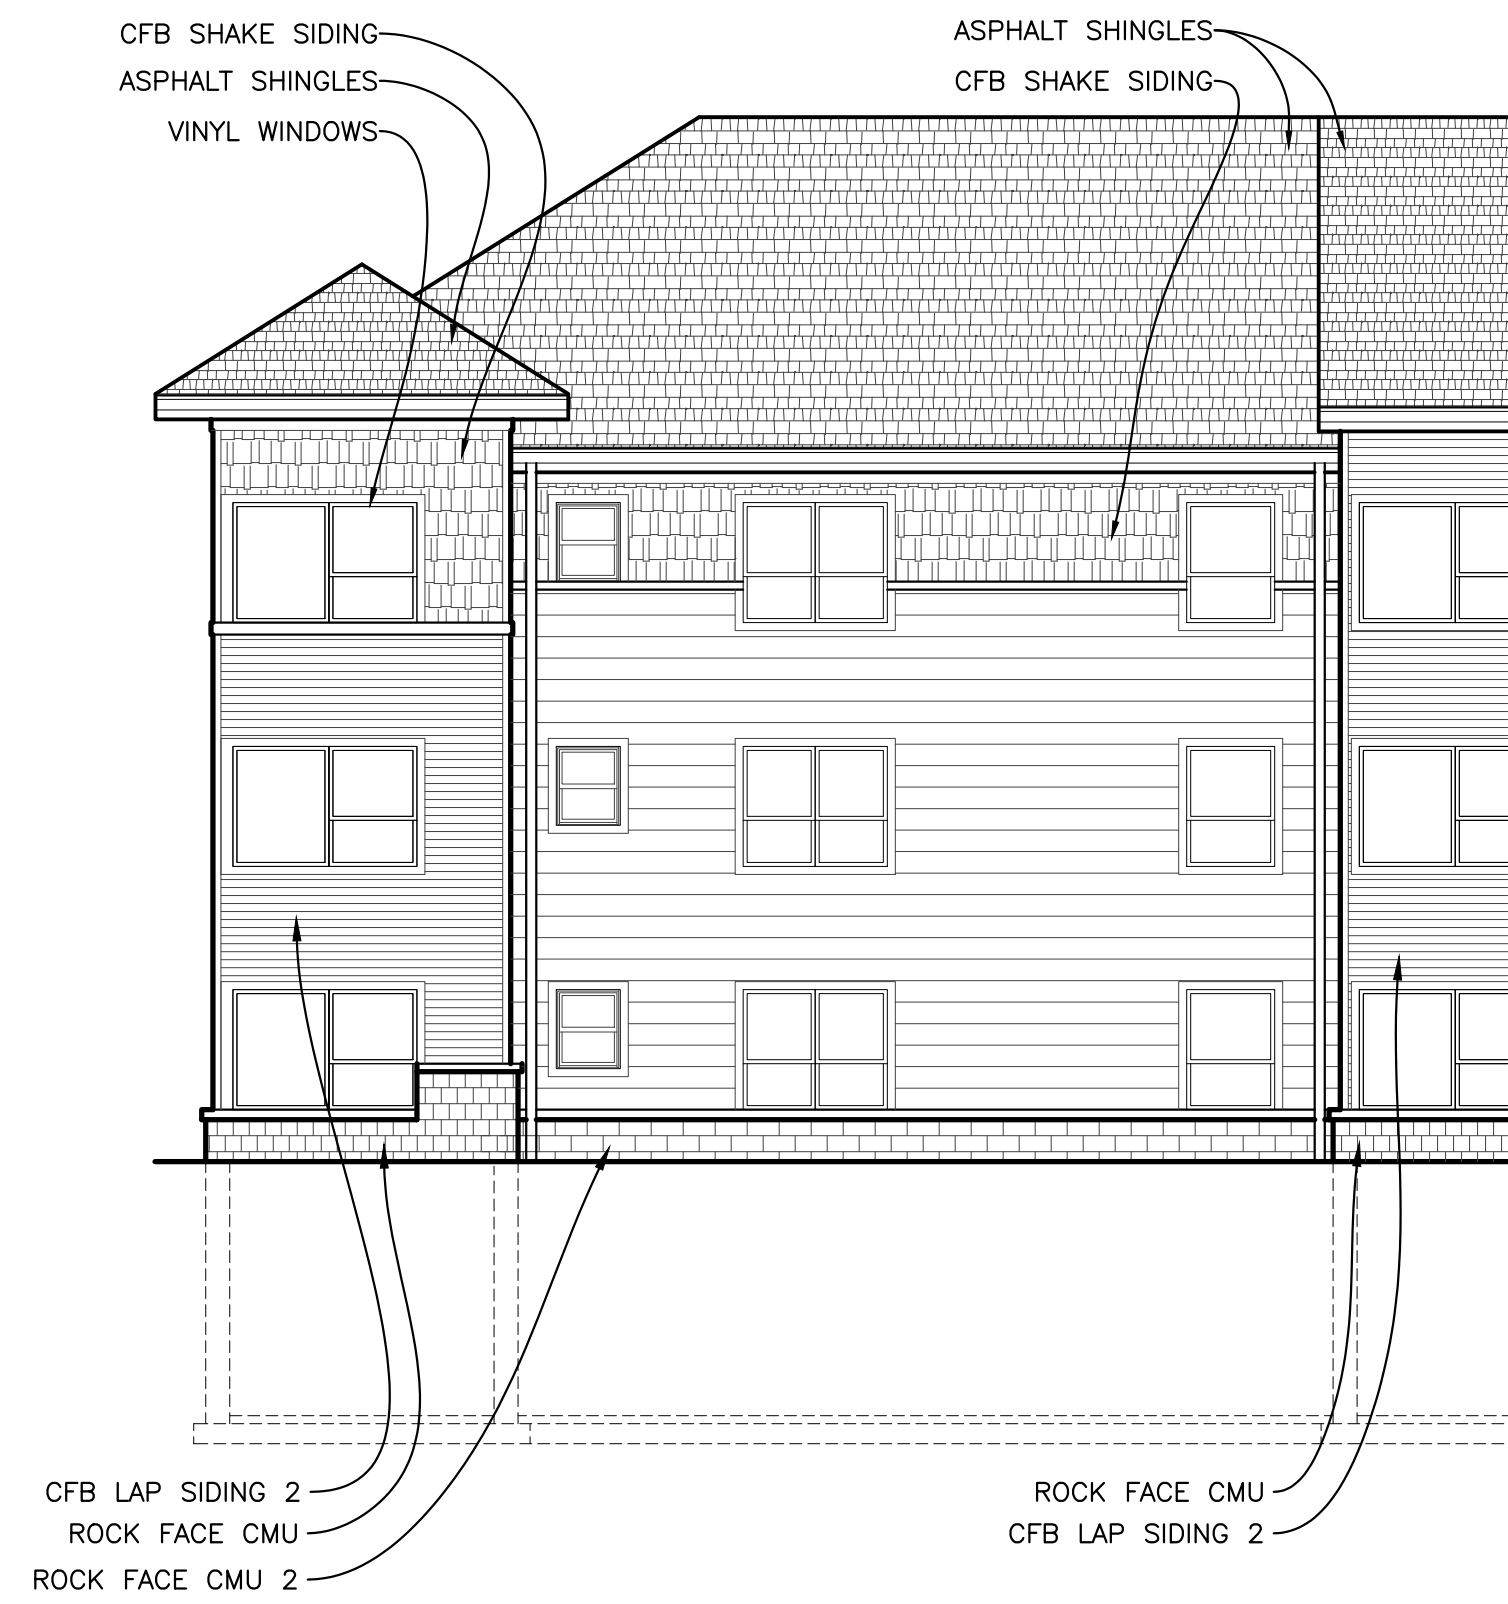 CFB SHAKE SIDING
ASPHALT SHINGLES
VINYL WINDOWS
ASPHALT SHINGLES
CFB SHAKE SIDING
CFB LAP SIDING 2
ROCK FACE CMU
ROCK FACE CMU 2
ROCK FACE CMU
CFB LAP SIDING 2